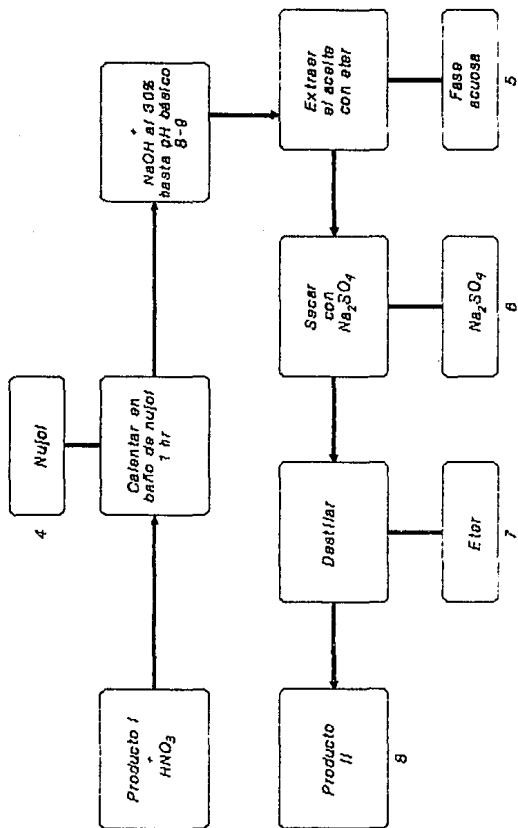 Nujol
4
Producto I
+
HNO3
Calentar en
baño de nujol
1 hr
+
NaOH al 30%
hasta pH básico
8-9
Extraer
el aceite
con eter
Fase
acuosa
5
Secar
con
Na2SO4
Na2SO4
6
Destilar
Eter
7
Producto
II
8